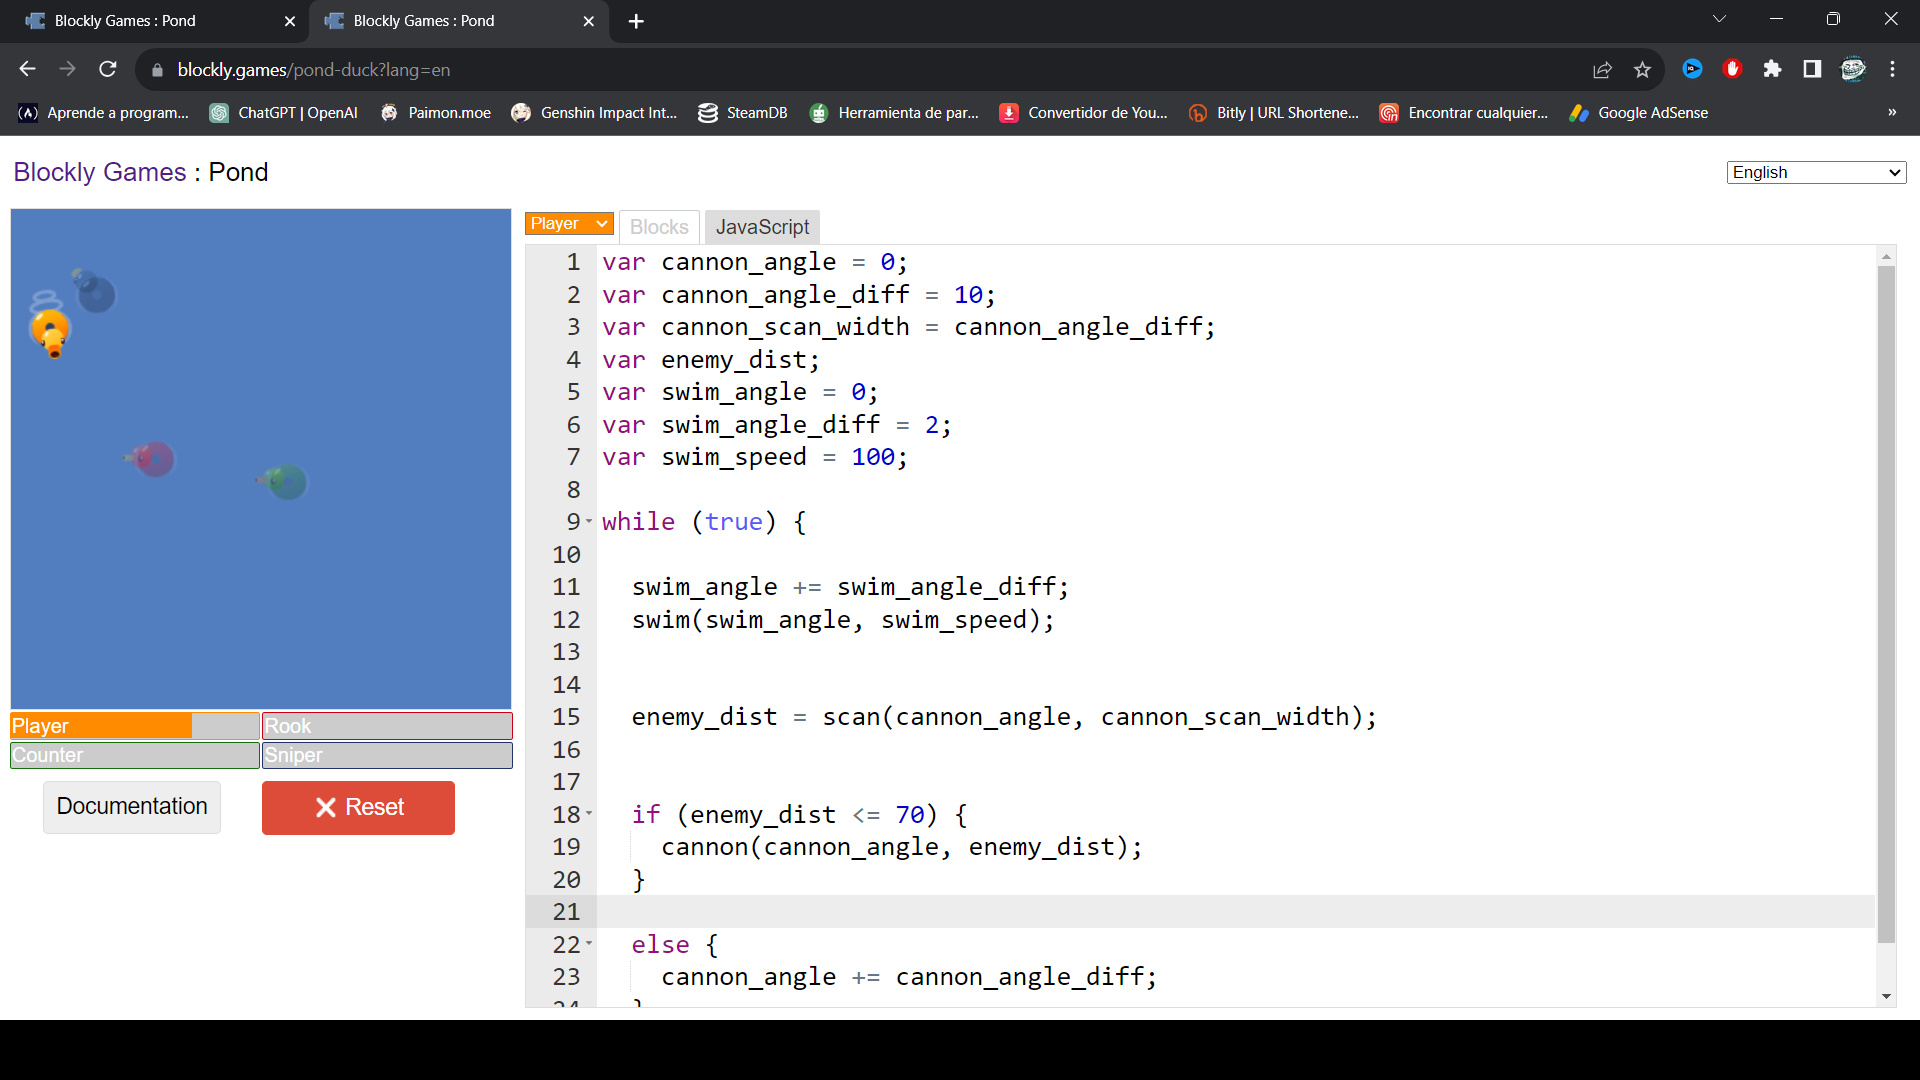 Blockly Games : Pond
Blockly Games : Pond
blockly.games/pond-duck?lang=en
Aprende a program...
ChatGPT | OpenAI
Paimon.moe
Genshin Impact Int...
SteamDB
Herramienta de par...
Convertidor de You...
Bitly | URL Shortene...
Encontrar cualquier...
Google AdSense
»
Blockly Games : Pond
English
Player
Blocks
JavaScript
1 var cannon_angle = 0;
2 var cannon_angle_diff = 10;
3 var cannon_scan_width = cannon_angle_diff;
4 var enemy_dist;
5 var swim_angle = 0;
6 var swim_angle_diff = 2;
7 var swim_speed = 100;
8
9 while (true) {
10
11 swim_angle += swim_angle_diff;
12 swim(swim_angle, swim_speed);
13
14
15 enemy_dist = scan(cannon_angle, cannon_scan_width);
16
17
18 if (enemy_dist <= 70) {
19 cannon(cannon_angle, enemy_dist);
20 }
21
22 else {
23 cannon_angle += cannon_angle_diff;
24 }
Player
Rook
Counter
Sniper
Documentation
Reset